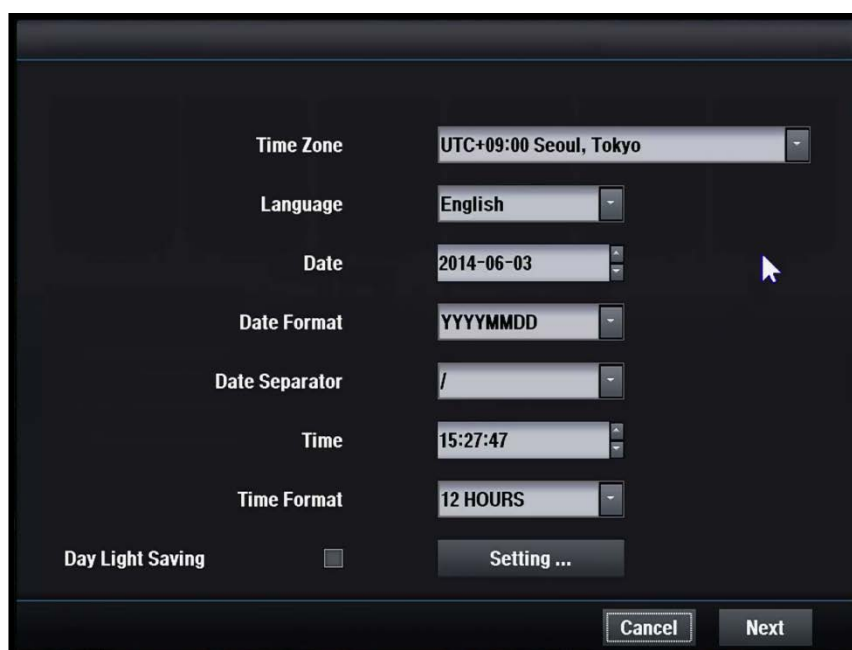 Time Zone UTC+09:00 Seoul, Tokyo
Language English
Date 2014-06-03
Date Format YYYYMMDD
Date Separator /
Time 15:27:47
Time Format 12 HOURS
Day Light Saving Setting ...
Cancel Next